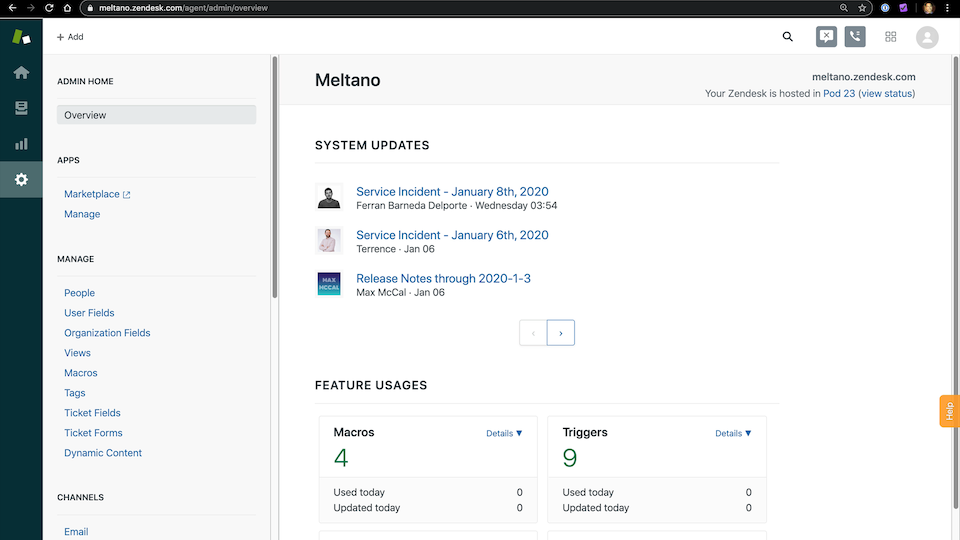 meltano.zendesk.com/agent/admin/overview
+ Add
ADMIN HOME
Overview
APPS
Marketplace
Manage
MANAGE
People
User Fields
Organization Fields
Views
Macros
Tags
Ticket Fields
Ticket Forms
Dynamic Content
CHANNELS
Email
Meltano
meltano.zendesk.com
Your Zendesk is hosted in Pod 23 (view status)
SYSTEM UPDATES
Service Incident - January 8th, 2020
Ferran Barneda Delporte · Wednesday 03:54
Service Incident - January 6th, 2020
Terrence · Jan 06
MAX
MCCAL
Release Notes through 2020-1-3
Max McCal · Jan 06
‹ ›
FEATURE USAGES
Macros Details ▼
4
Used today 0
Updated today 0
Triggers Details ▼
9
Used today 0
Updated today 0
Help